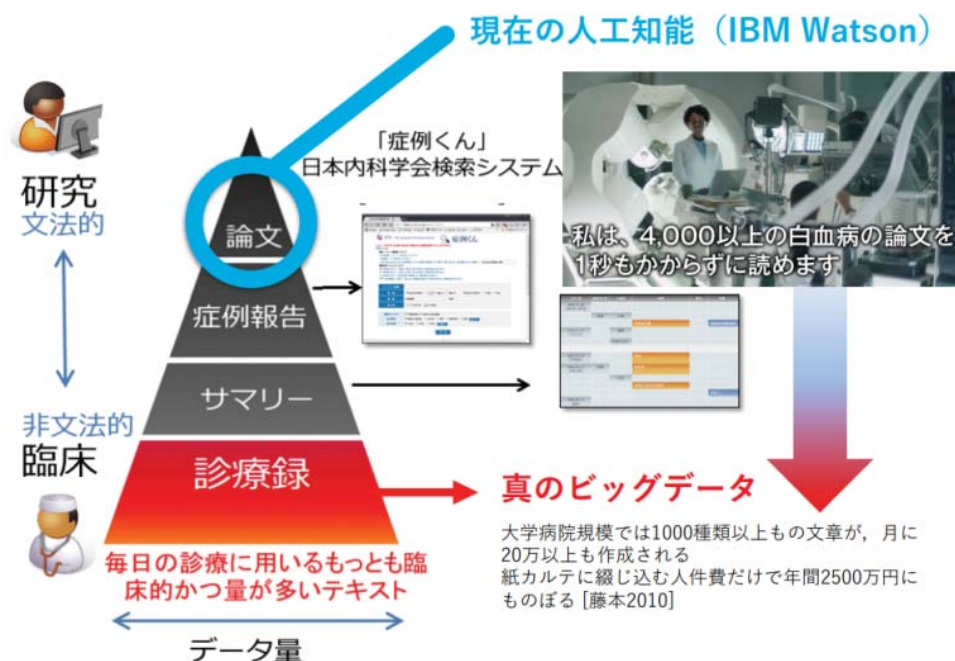 現在の人工知能（IBM Watson）
「症例くん」
日本内科学会検索システム
研究
文法的
論文
症例くん
私は、4,000以上の白血病の論文を
1秒もかからずに読めます
症例報告
サマリー
非文法的
臨床
診療録
真のビッグデータ
大学病院規模では1000種類以上もの文章が，月に
20万以上も作成される
紙カルテに綴じ込む人件費だけで年間2500万円に
ものぼる [藤本2010]
毎日の診療に用いるもっとも臨
床的かつ量が多いテキスト
データ量